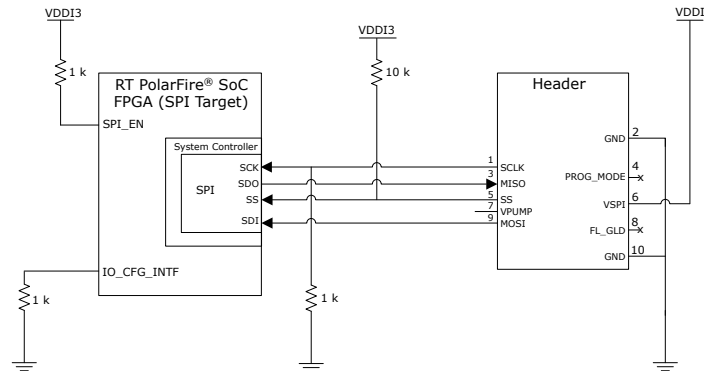 VDDI3
1 k
RT PolarFire® SoC
FPGA (SPI Target)
SPI_EN
System Controller
SPI
SCK
SDO
SS
SDI
IO_CFG_INTF
1 k
1 k
VDDI3
10 k
Header
1
SCLK
3
MISO
5
SS
7
VPUMP
9
MOSI
GND
2
PROG_MODE
4
VSPI
6
FL_GLD
8
GND
10
VDDI